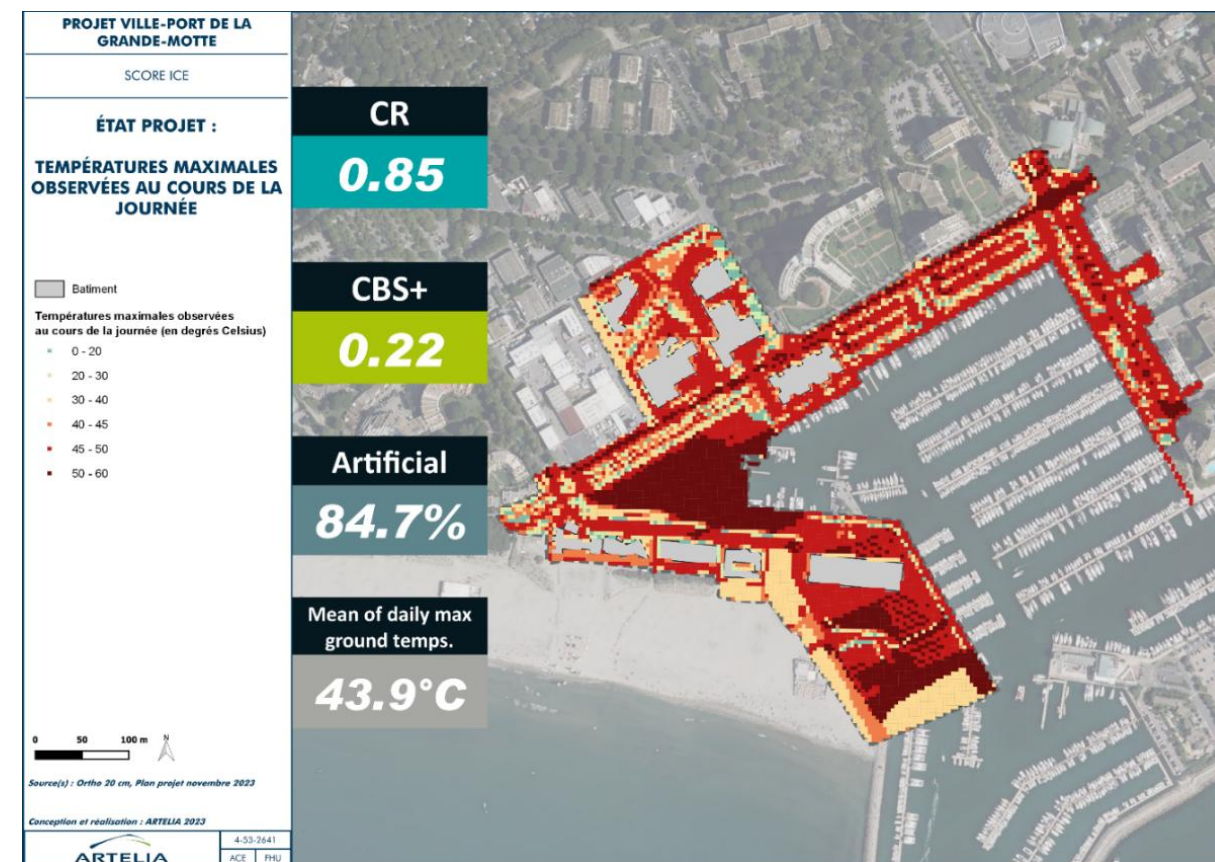 PROJET VILLE-PORT DE LA
GRANDE-MOTTE
SCORE ICE
ÉTAT PROJET :
TEMPÉRATURES MAXIMALES
OBSERVÉES AU COURS DE LA
JOURNÉE
Batiment
Températures maximales observées
au cours de la journée (en degrés Celsius)
0 - 20
20 - 30
30 - 40
40 - 45
45 - 50
50 - 60
0 50 100 m N
Source(s) : Ortho 20 cm, Plan projet novembre 2023
Conception et réalisation : ARTELIA 2023
ARTELIA
4-53-2641
ACE FHU
CR
0.85
CBS+
0.22
Artificial
84.7%
Mean of daily max
ground temps.
43.9°C